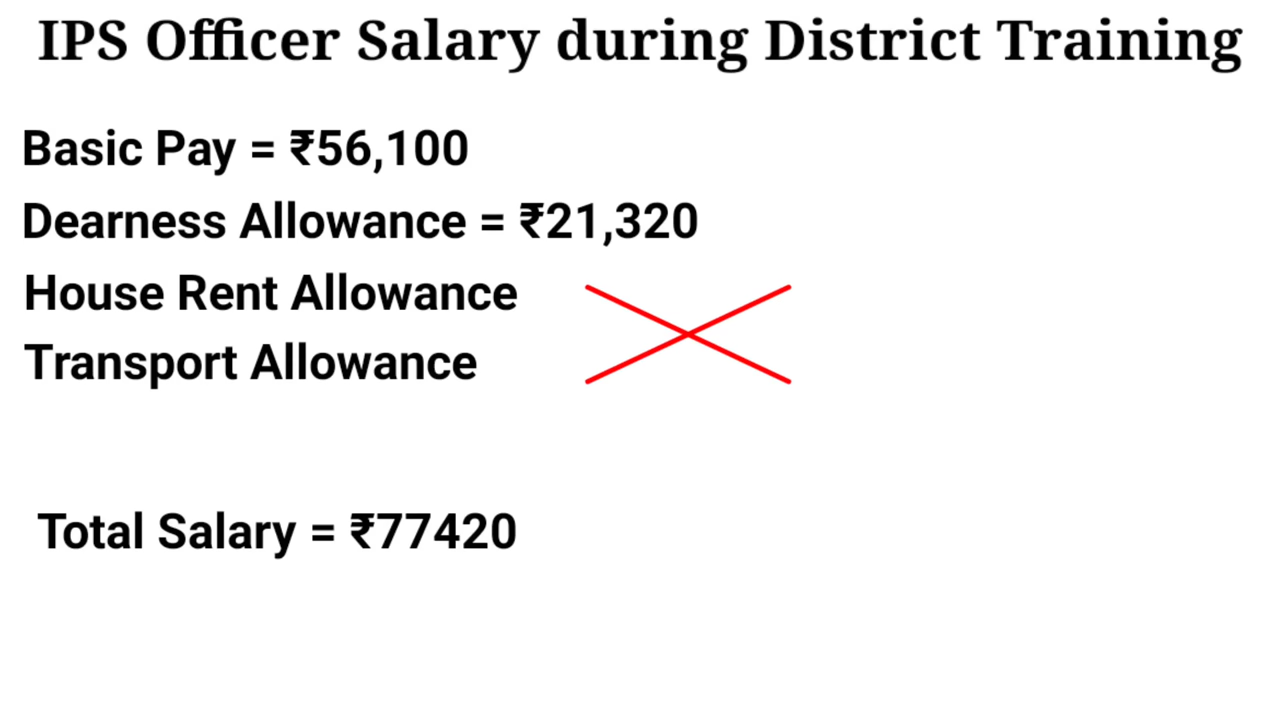 IPS Officer Salary during District Training
Basic Pay = ₹56,100
Dearness Allowance = ₹21,320
House Rent Allowance
Transport Allowance
Total Salary = ₹77420